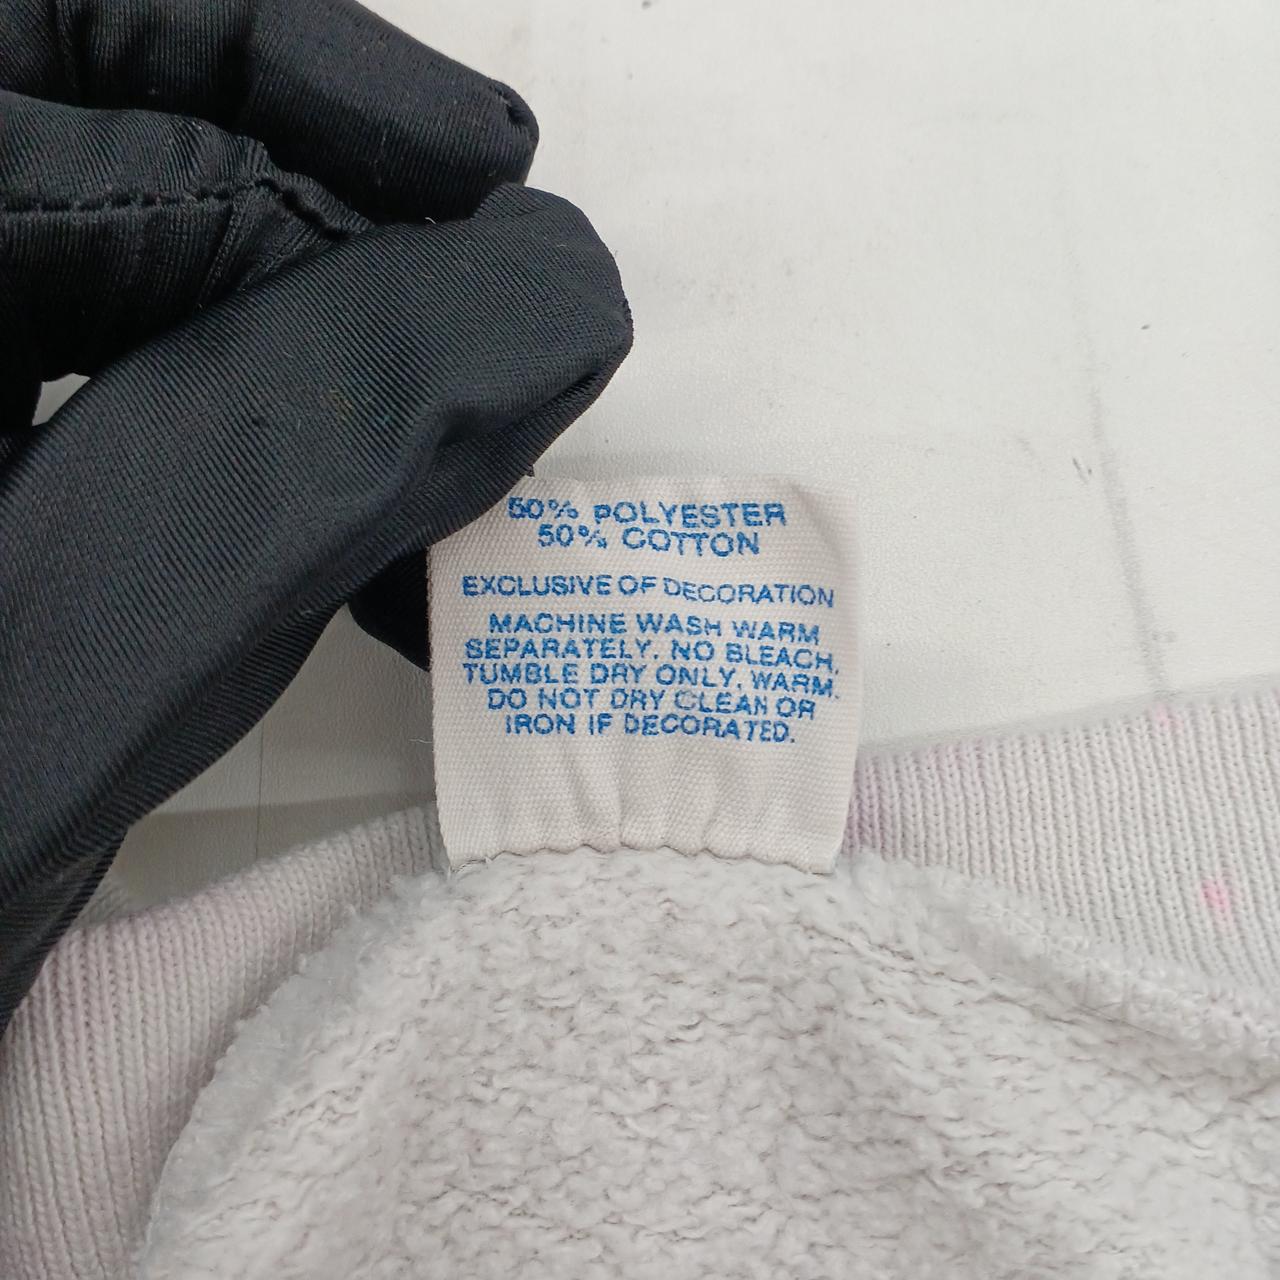 50% POLYESTER
50% COTTON
EXCLUSIVE OF DECORATION
MACHINE WASH WARM
SEPARATELY. NO BLEACH.
TUMBLE DRY ONLY, WARM.
DO NOT DRY CLEAN OR
IRON IF DECORATED.